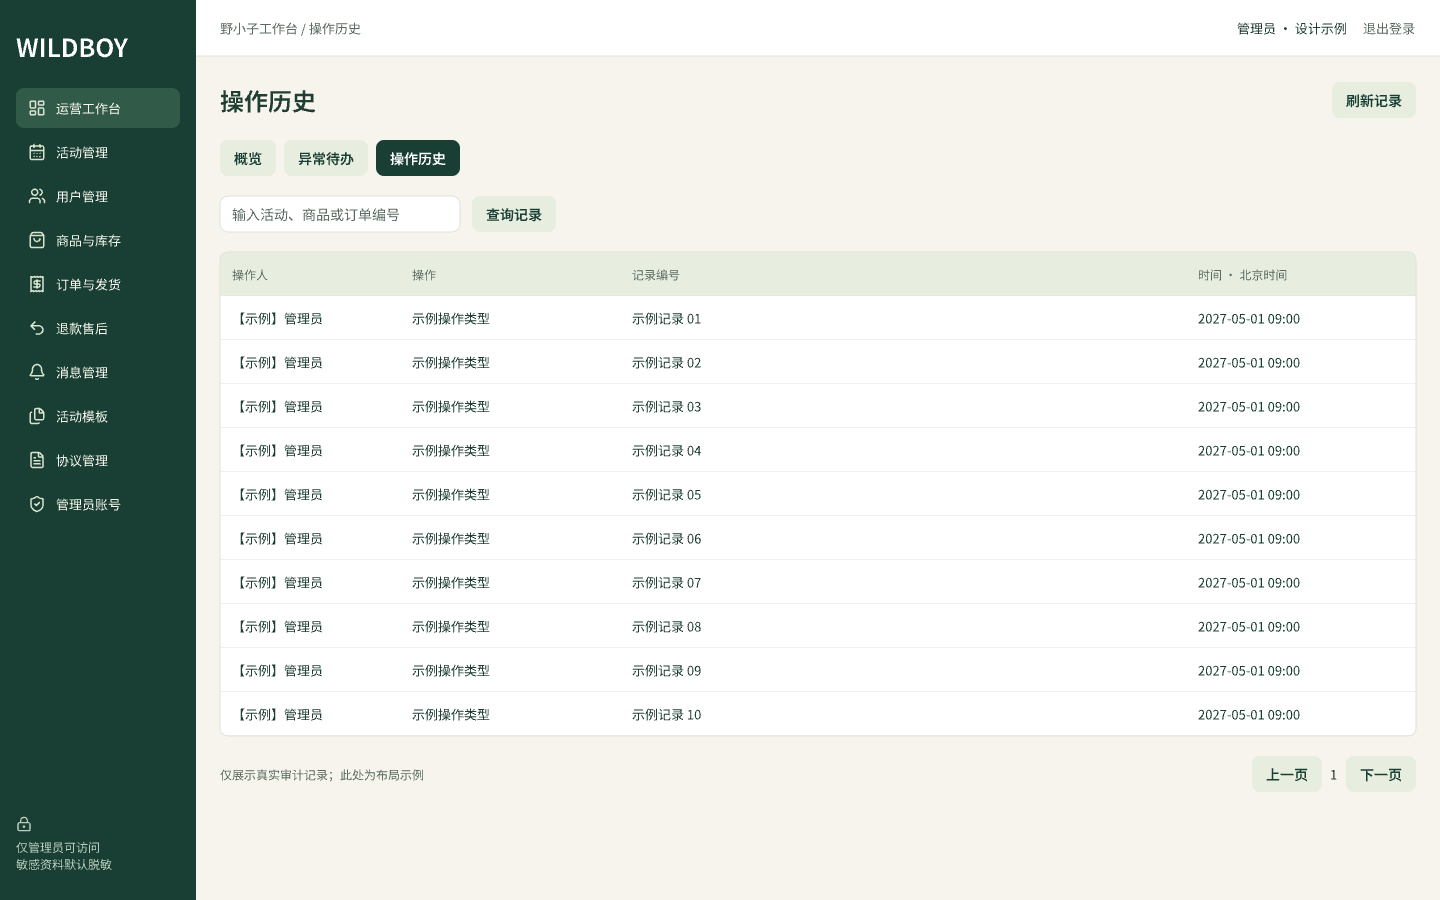 WILDBOY
运营工作台
活动管理
用户管理
商品与库存
订单与发货
退款售后
消息管理
活动模板
协议管理
管理员账号
仅管理员可访问
敏感资料默认脱敏
野小子工作台 / 操作历史
管理员 · 设计示例 退出登录
操作历史
刷新记录
概览 异常待办 操作历史
输入活动、商品或订单编号 查询记录
操作人 操作 记录编号 时间 · 北京时间
【示例】管理员 示例操作类型 示例记录 01 2027-05-01 09:00
【示例】管理员 示例操作类型 示例记录 02 2027-05-01 09:00
【示例】管理员 示例操作类型 示例记录 03 2027-05-01 09:00
【示例】管理员 示例操作类型 示例记录 04 2027-05-01 09:00
【示例】管理员 示例操作类型 示例记录 05 2027-05-01 09:00
【示例】管理员 示例操作类型 示例记录 06 2027-05-01 09:00
【示例】管理员 示例操作类型 示例记录 07 2027-05-01 09:00
【示例】管理员 示例操作类型 示例记录 08 2027-05-01 09:00
【示例】管理员 示例操作类型 示例记录 09 2027-05-01 09:00
【示例】管理员 示例操作类型 示例记录 10 2027-05-01 09:00
仅展示真实审计记录；此处为布局示例
上一页 1 下一页